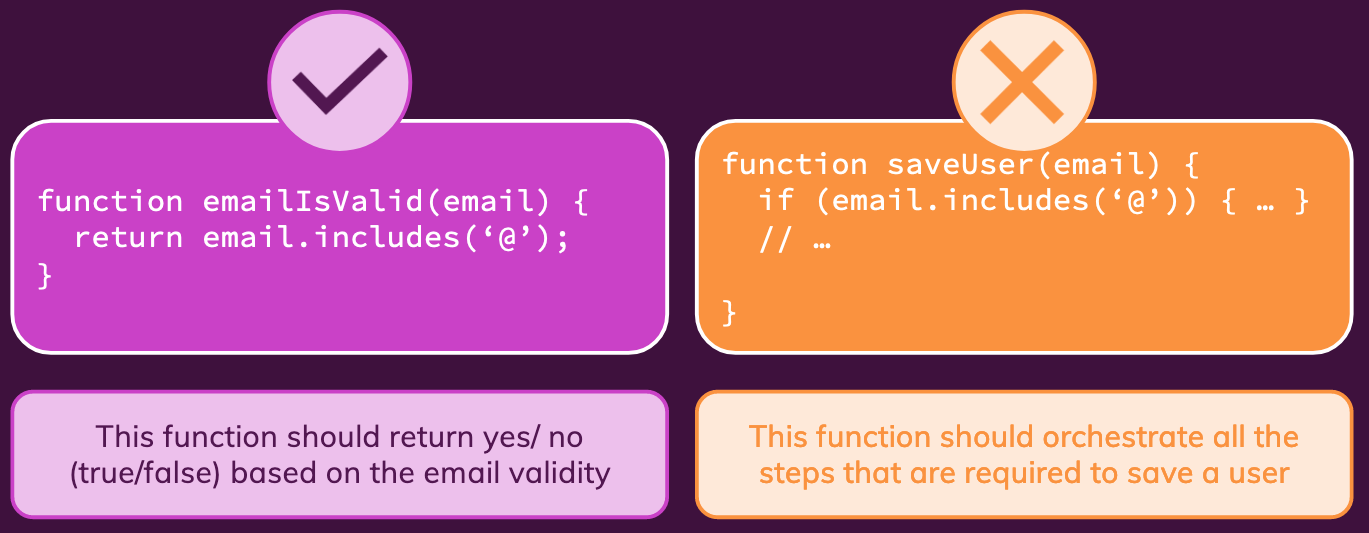 function emailIsValid(email) {
  return email.includes(‘@’);
}
This function should return yes/ no
(true/false) based on the email validity
function saveUser(email) {
  if (email.includes(‘@’)) { … }
  // …
}
This function should orchestrate all the
steps that are required to save a user